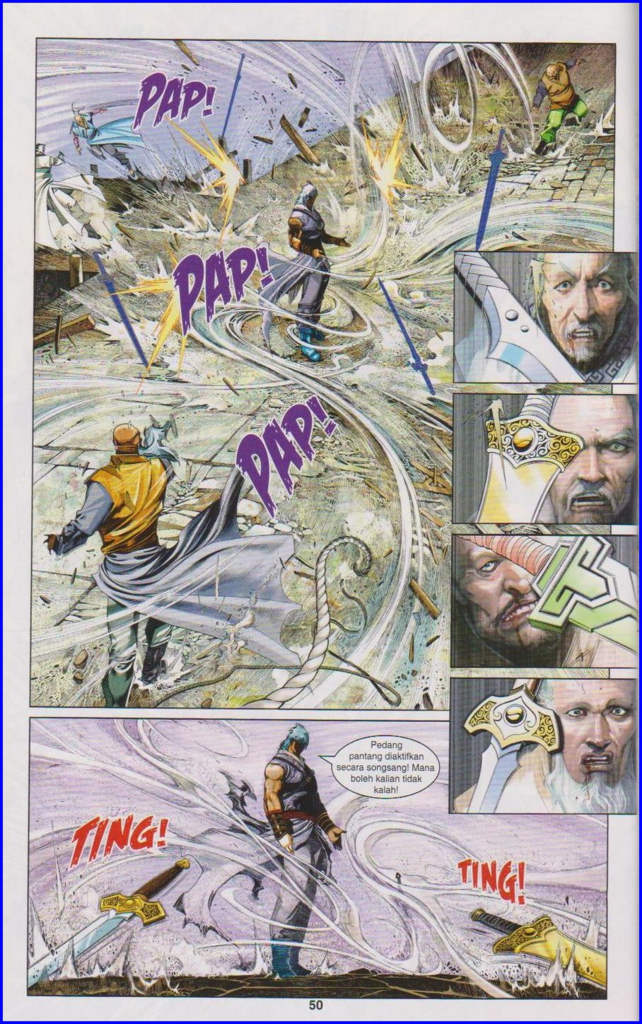 PAP!
PAP!
PAP!
Pedang
pantang diaktifkan
secara songsang! Mana
boleh kalian tidak
kalah!
TING!
TING!
50